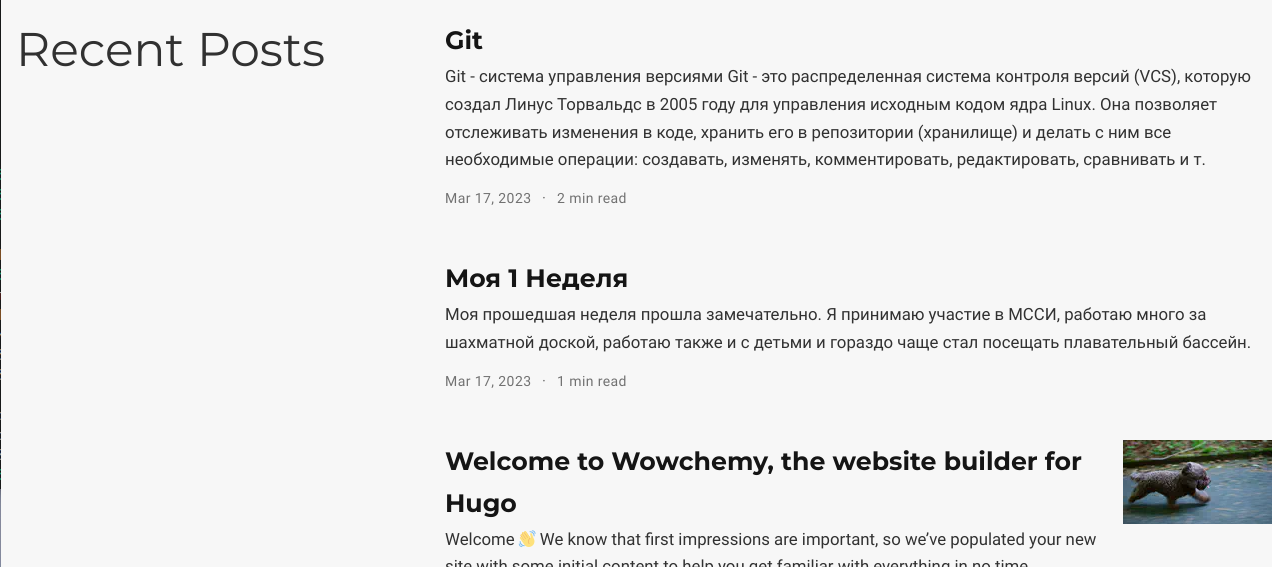 Recent Posts
Git
Git - система управления версиями Git - это распределенная система контроля версий (VCS), которую
создал Линус Торвальдс в 2005 году для управления исходным кодом ядра Linux. Она позволяет
отслеживать изменения в коде, хранить его в репозитории (хранилище) и делать с ним все
необходимые операции: создавать, изменять, комментировать, редактировать, сравнивать и т.
Mar 17, 2023 · 2 min read
Моя 1 Неделя
Моя прошедшая неделя прошла замечательно. Я принимаю участие в МССИ, работаю много за
шахматной доской, работаю также и с детьми и гораздо чаще стал посещать плавательный бассейн.
Mar 17, 2023 · 1 min read
Welcome to Wowchemy, the website builder for
Hugo
Welcome 👋 We know that first impressions are important, so we’ve populated your new
site with some initial content to help you get familiar with everything in no time.